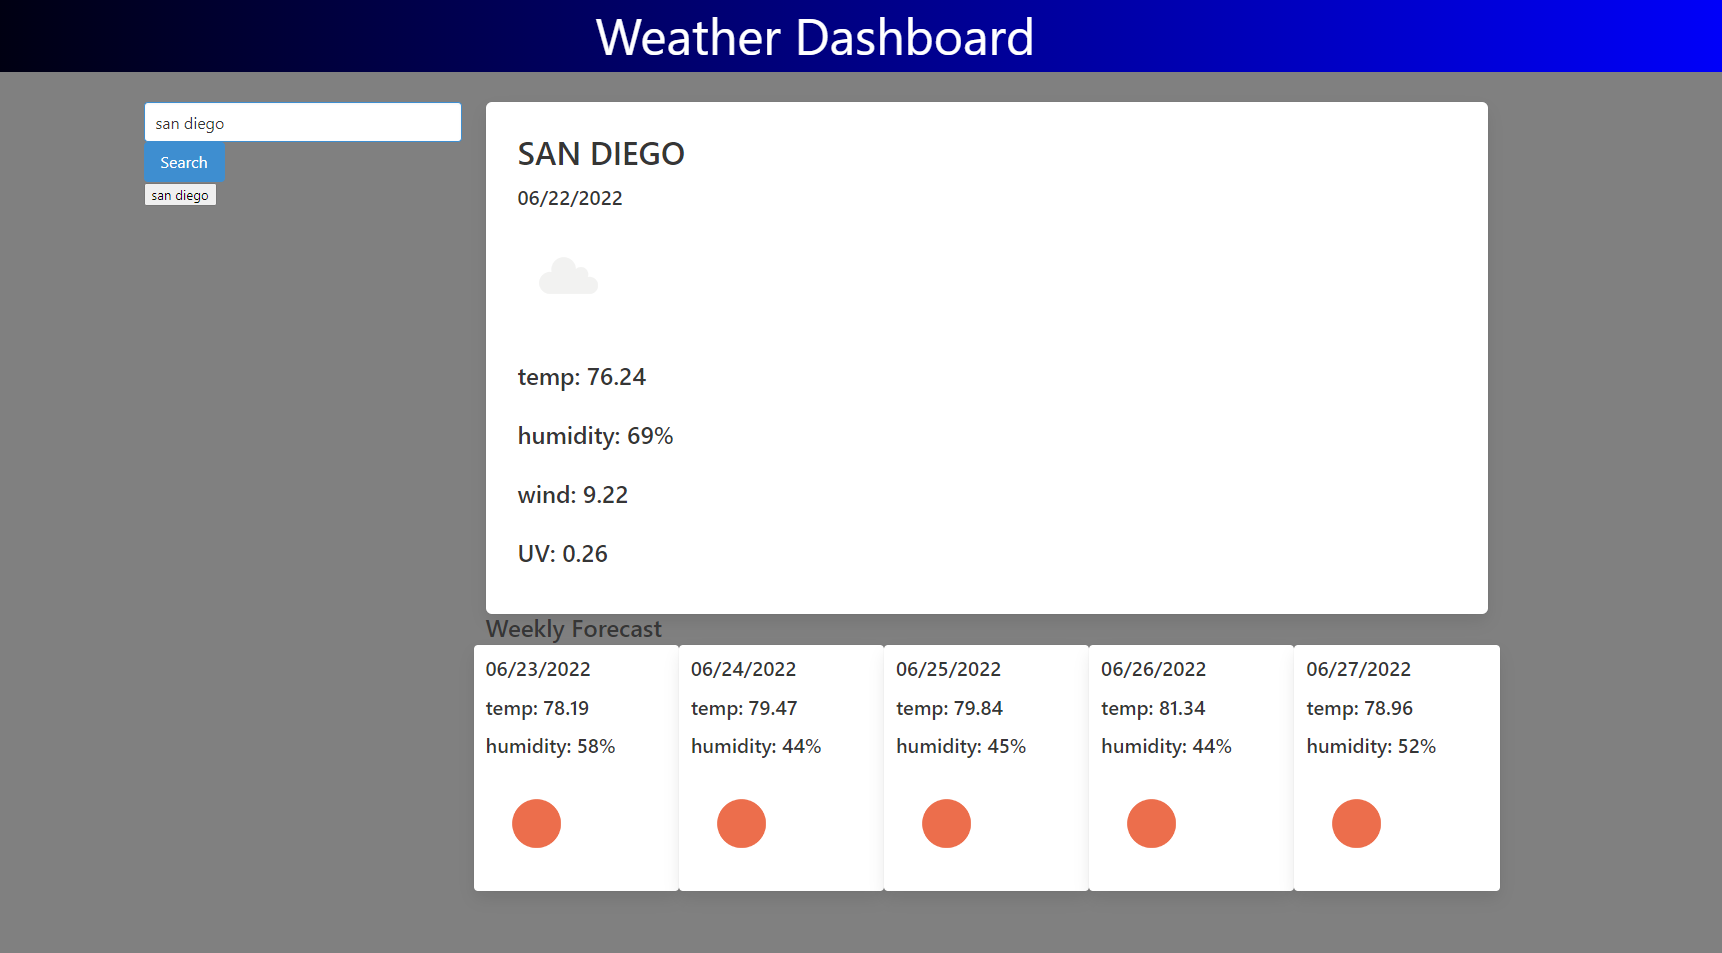 Weather Dashboard
san diego
Search
san diego
SAN DIEGO
06/22/2022
temp: 76.24
humidity: 69%
wind: 9.22
UV: 0.26
Weekly Forecast
06/23/2022
temp: 78.19
humidity: 58%
06/24/2022
temp: 79.47
humidity: 44%
06/25/2022
temp: 79.84
humidity: 45%
06/26/2022
temp: 81.34
humidity: 44%
06/27/2022
temp: 78.96
humidity: 52%